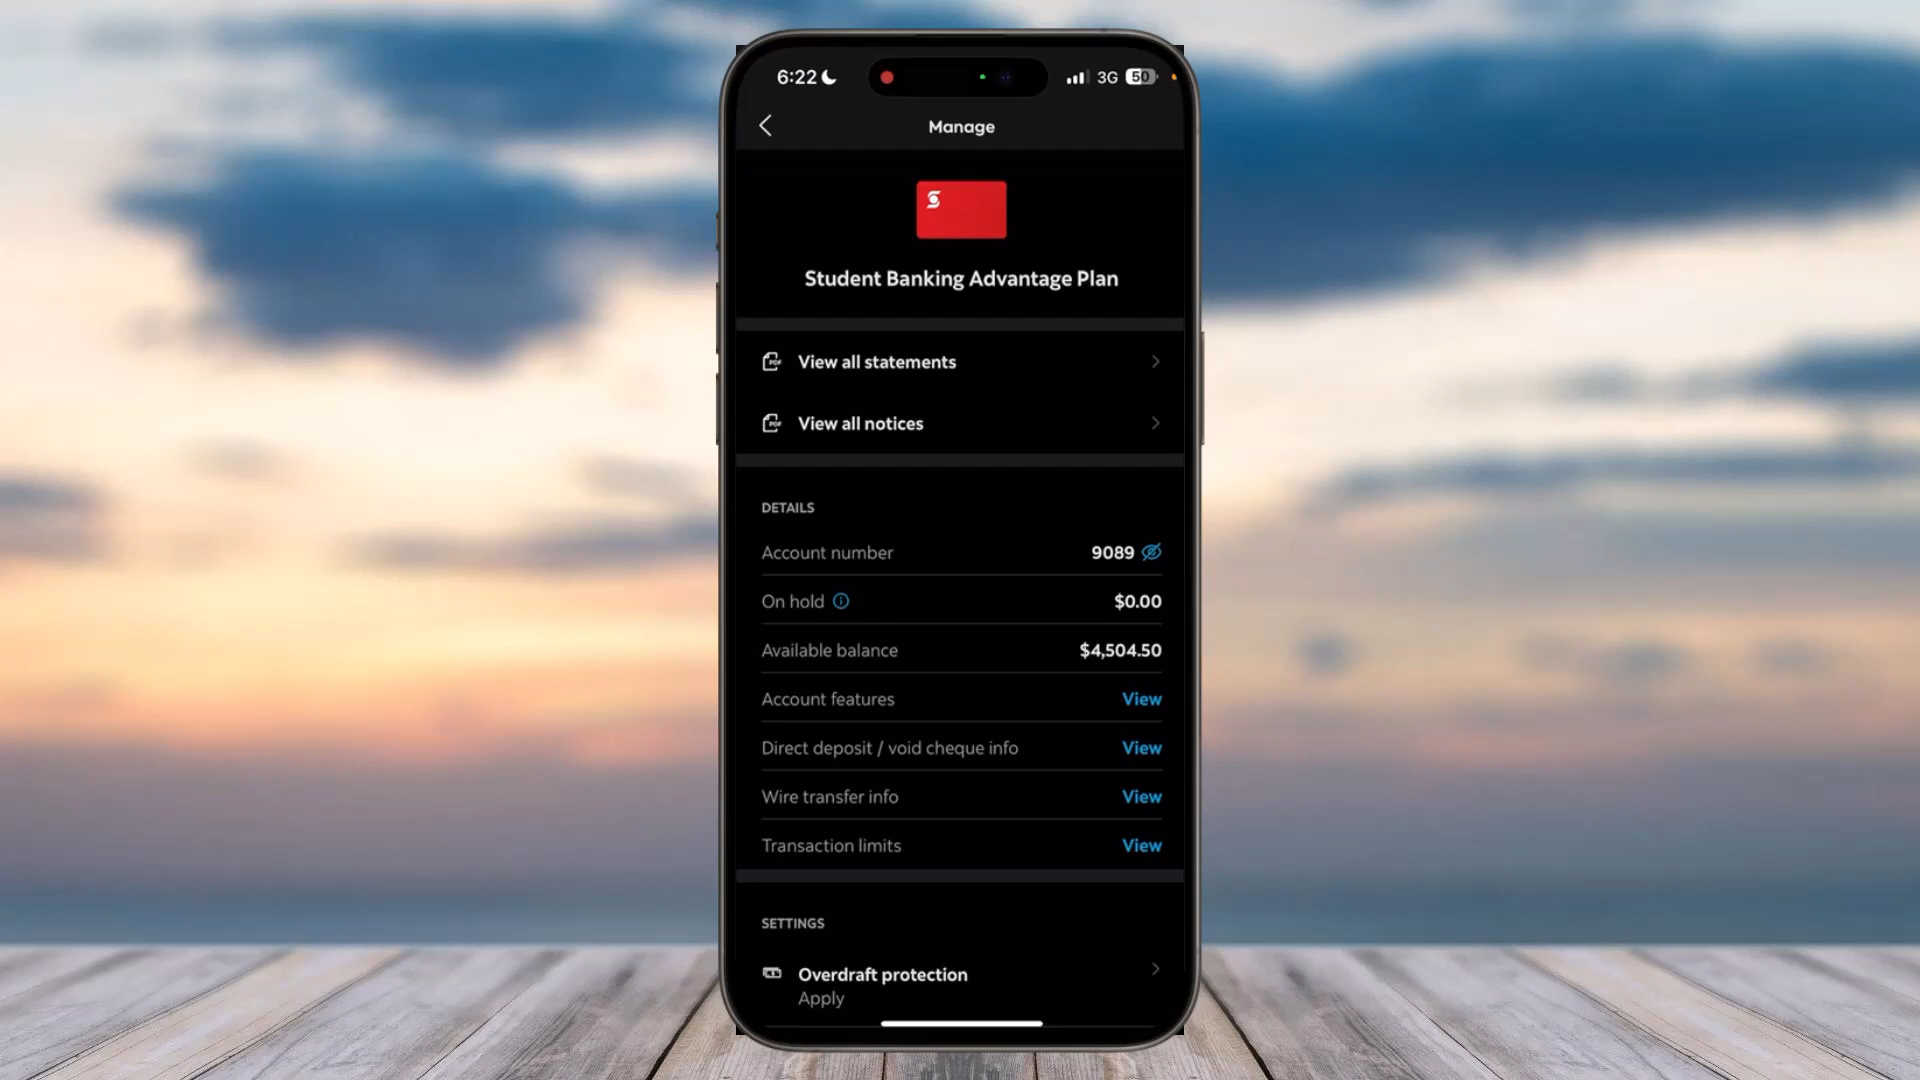 6:22 3G 50
Manage
Student Banking Advantage Plan
View all statements
View all notices
DETAILS
Account number 9089
On hold $0.00
Available balance $4,504.50
Account features View
Direct deposit / void cheque info View
Wire transfer info View
Transaction limits View
SETTINGS
Overdraft protection
Apply